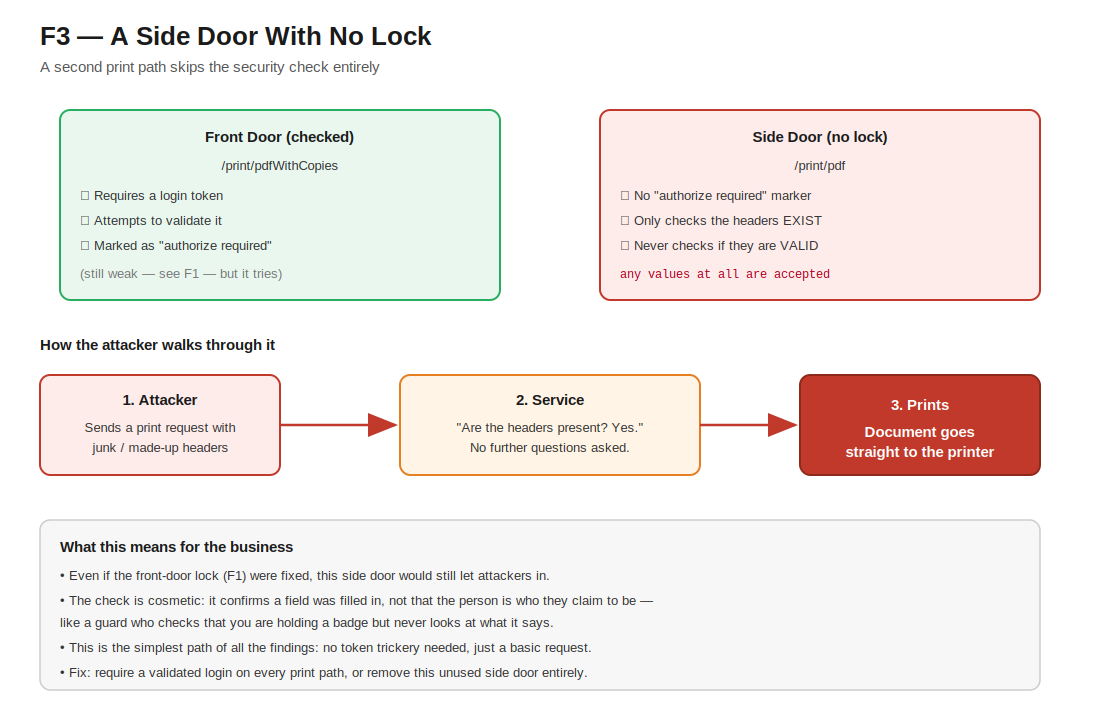 F3 — A Side Door With No Lock
A second print path skips the security check entirely
Front Door (checked)
/print/pdfWithCopies
Requires a login token
Attempts to validate it
Marked as "authorize required"
(still weak — see F1 — but it tries)
Side Door (no lock)
/print/pdf
No "authorize required" marker
Only checks the headers EXIST
Never checks if they are VALID
any values at all are accepted
How the attacker walks through it
1. Attacker
Sends a print request with
junk / made-up headers
2. Service
"Are the headers present? Yes."
No further questions asked.
3. Prints
Document goes
straight to the printer
What this means for the business
• Even if the front-door lock (F1) were fixed, this side door would still let attackers in.
• The check is cosmetic: it confirms a field was filled in, not that the person is who they claim to be —
like a guard who checks that you are holding a badge but never looks at what it says.
• This is the simplest path of all the findings: no token trickery needed, just a basic request.
• Fix: require a validated login on every print path, or remove this unused side door entirely.